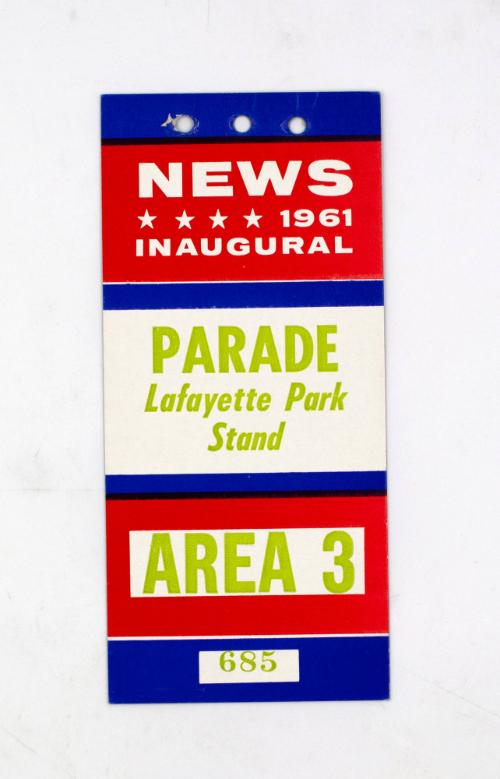 NEWS
★ ★ ★ ★ 1961
INAUGURAL
PARADE
Lafayette Park
Stand
AREA 3
685